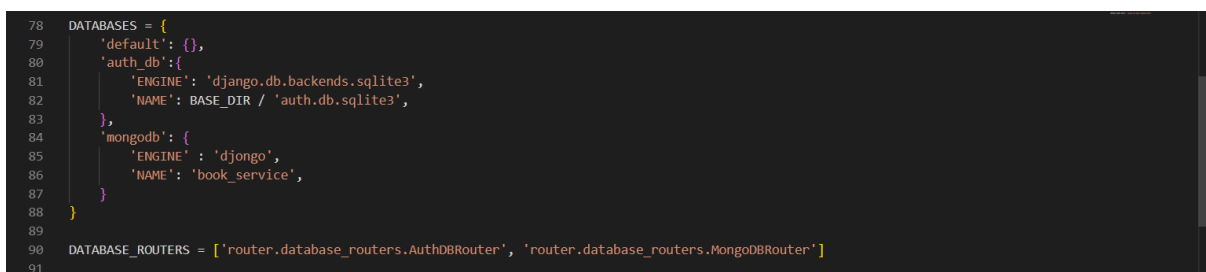 78 DATABASES = {
79     'default': {},
80     'auth_db':{
81         'ENGINE': 'django.db.backends.sqlite3',
82         'NAME': BASE_DIR / 'auth.db.sqlite3',
83     },
84     'mongodb': {
85         'ENGINE' : 'djongo',
86         'NAME': 'book_service',
87     }
88 }
89
90 DATABASE_ROUTERS = ['router.database_routers.AuthDBRouter', 'router.database_routers.MongoDBRouter']
91